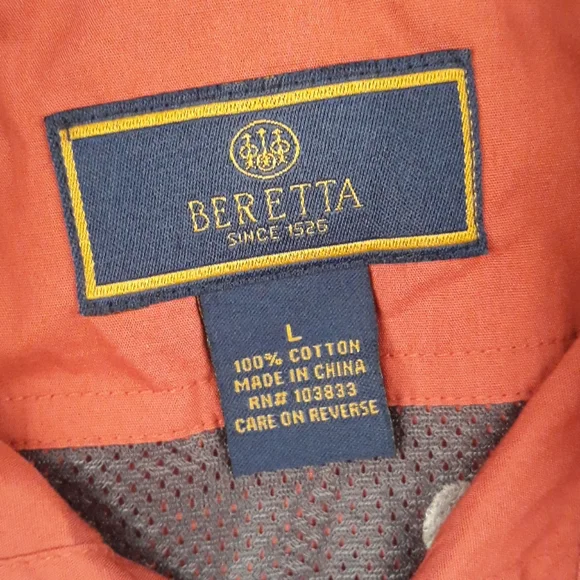 BERETTA
SINCE 1526
L
100% COTTON
MADE IN CHINA
RN# 103833
CARE ON REVERSE